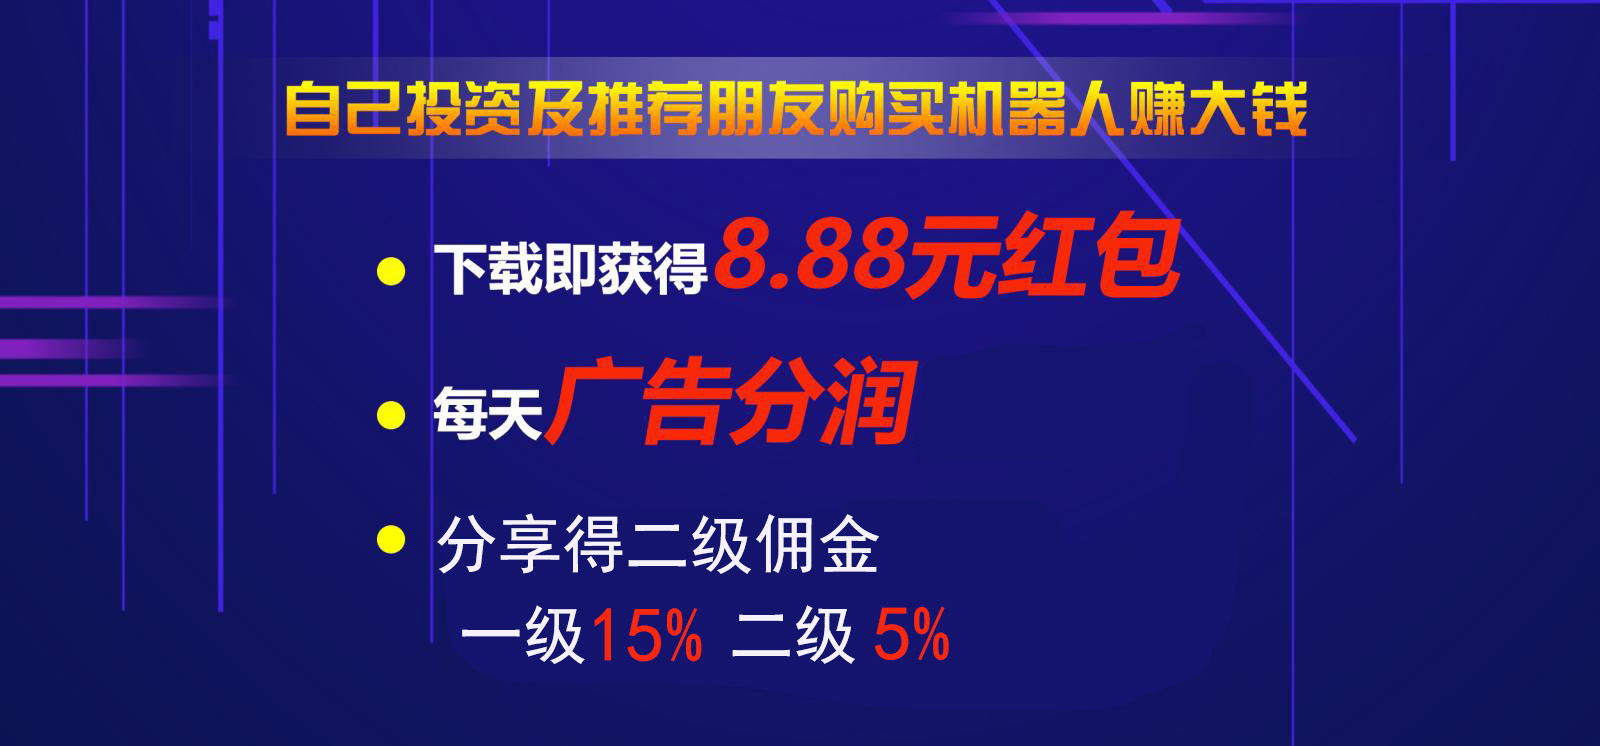 自己投资及推荐朋友购买机器人赚大钱
下载即获得8.88元红包
每天广告分润
分享得二级佣金
一级15% 二级 5%